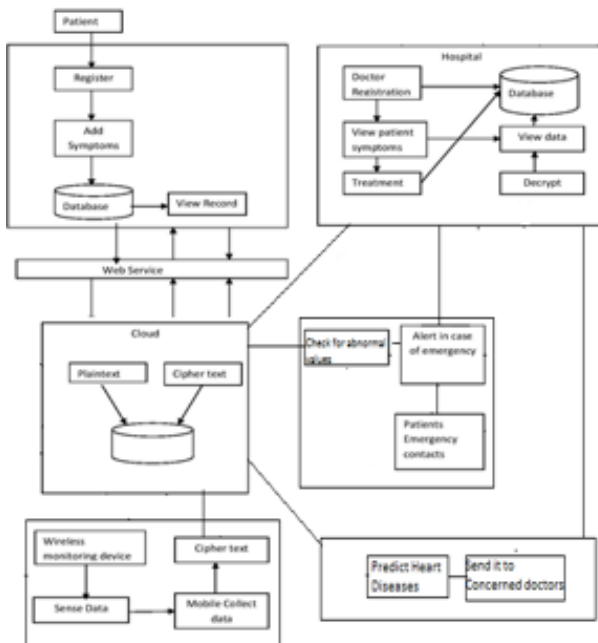 Patient
Register
Add
Symptoms
Database
View Record
Web Service
Hospital
Doctor
Registration
Database
View patient
symptoms
View data
Treatment
Decrypt
Cloud
Plaintext
Cipher text
Check for abnormal
values
Alert in case
of emergency
Patients
Emergency
contacts
Wireless
monitoring device
Cipher text
Sense Data
Mobile Collect
data
Predict Heart
Diseases
Send it to
Concerned doctors